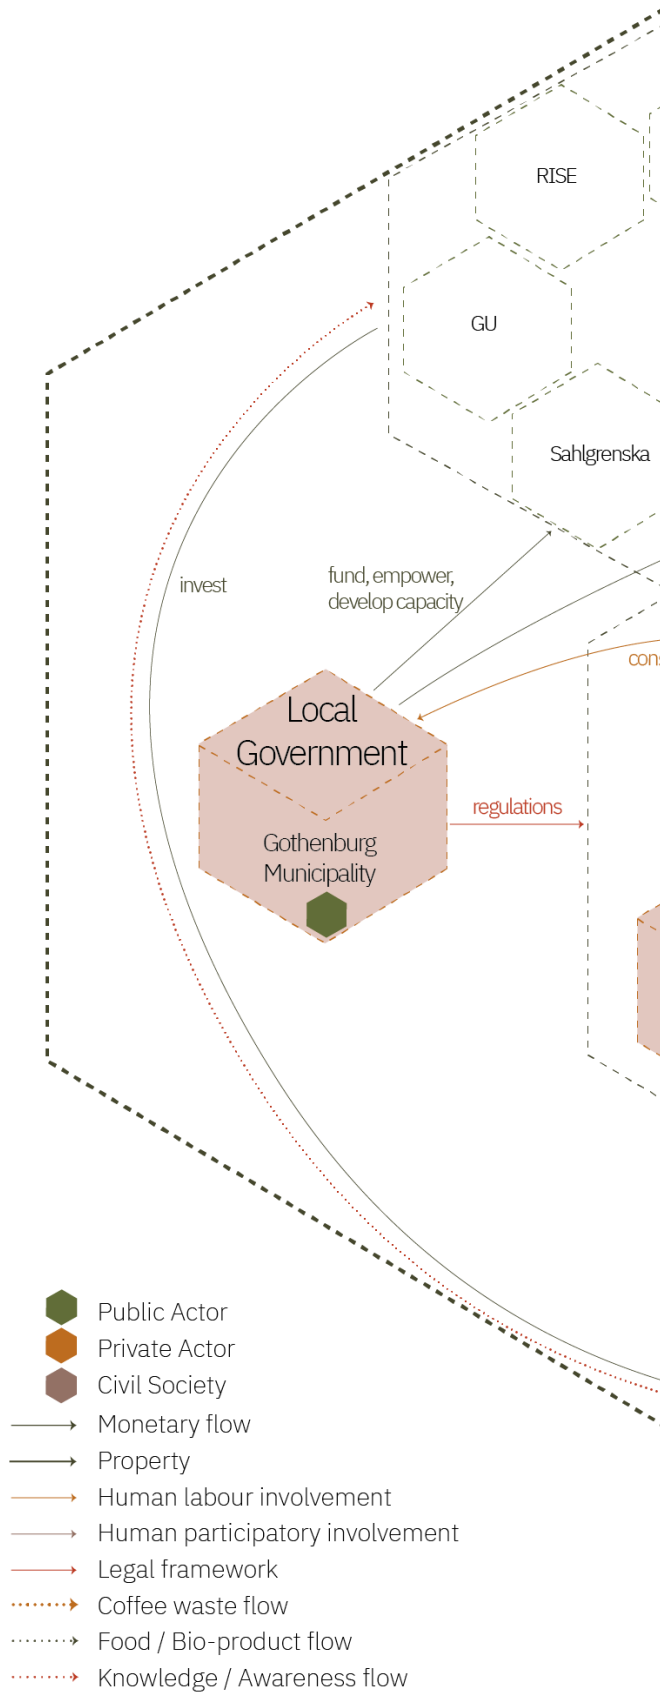 RISE
GU
Sahlgrenska
invest
fund, empower,
develop capacity
Local
Government
regulations
Gothenburg
Municipality
Public Actor
Private Actor
Civil Society
Monetary flow
Property
Human labour involvement
Human participatory involvement
Legal framework
Coffee waste flow
Food / Bio-product flow
Knowledge / Awareness flow